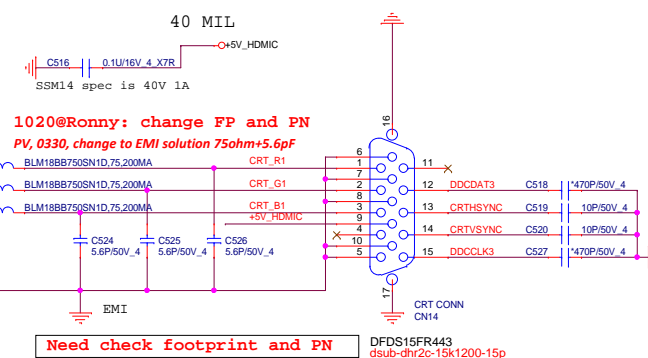 40 MIL
+5V_HDMIC
C516
0.1U/16V_4_X7R
SSM14 spec is 40V 1A
1020@Ronny: change FP and PN
PV, 0330, change to EMI solution 75ohm+5.6pF
16
6
BLM18BB750SN1D,75,200MA
CRT_R1
1
11
7
BLM18BB750SN1D,75,200MA
CRT_G1
2
12
DDCDAT3
C518
*470P/50V_4
8
BLM18BB750SN1D,75,200MA
CRT_B1
3
13
CRTHSYNC
C519
10P/50V_4
+5V_HDMIC
9
4
14
CRTVSYNC
C520
10P/50V_4
C524
5.6P/50V_4
C525
5.6P/50V_4
C526
5.6P/50V_4
10
5
15
DDCCLK3
C527
*470P/50V_4
17
EMI
CRT CONN
CN14
Need check footprint and PN
DFDS15FR443
dsub-dhr2c-15k1200-15p